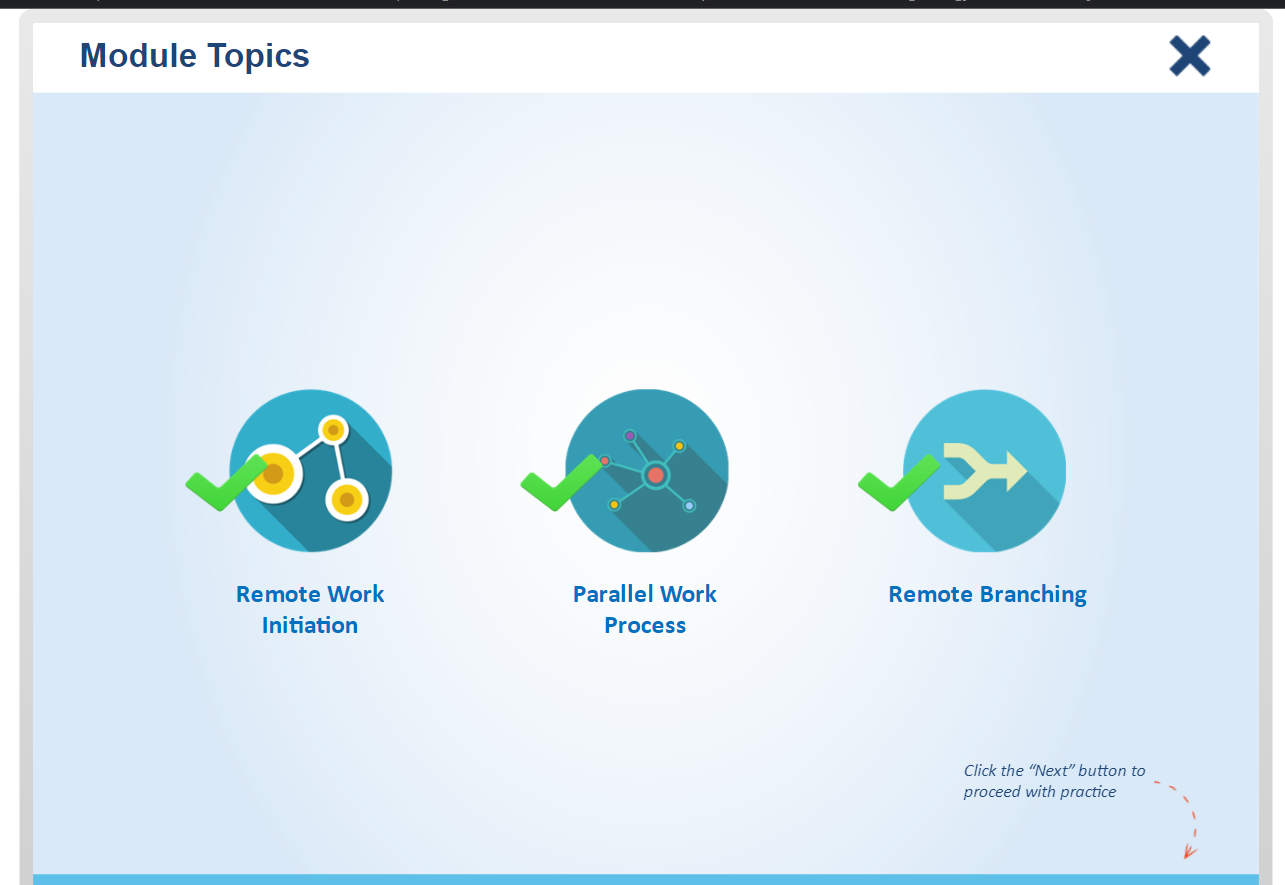 Module Topics
Remote Work
Initiation
Parallel Work
Process
Remote Branching
Click the “Next” button to
proceed with practice